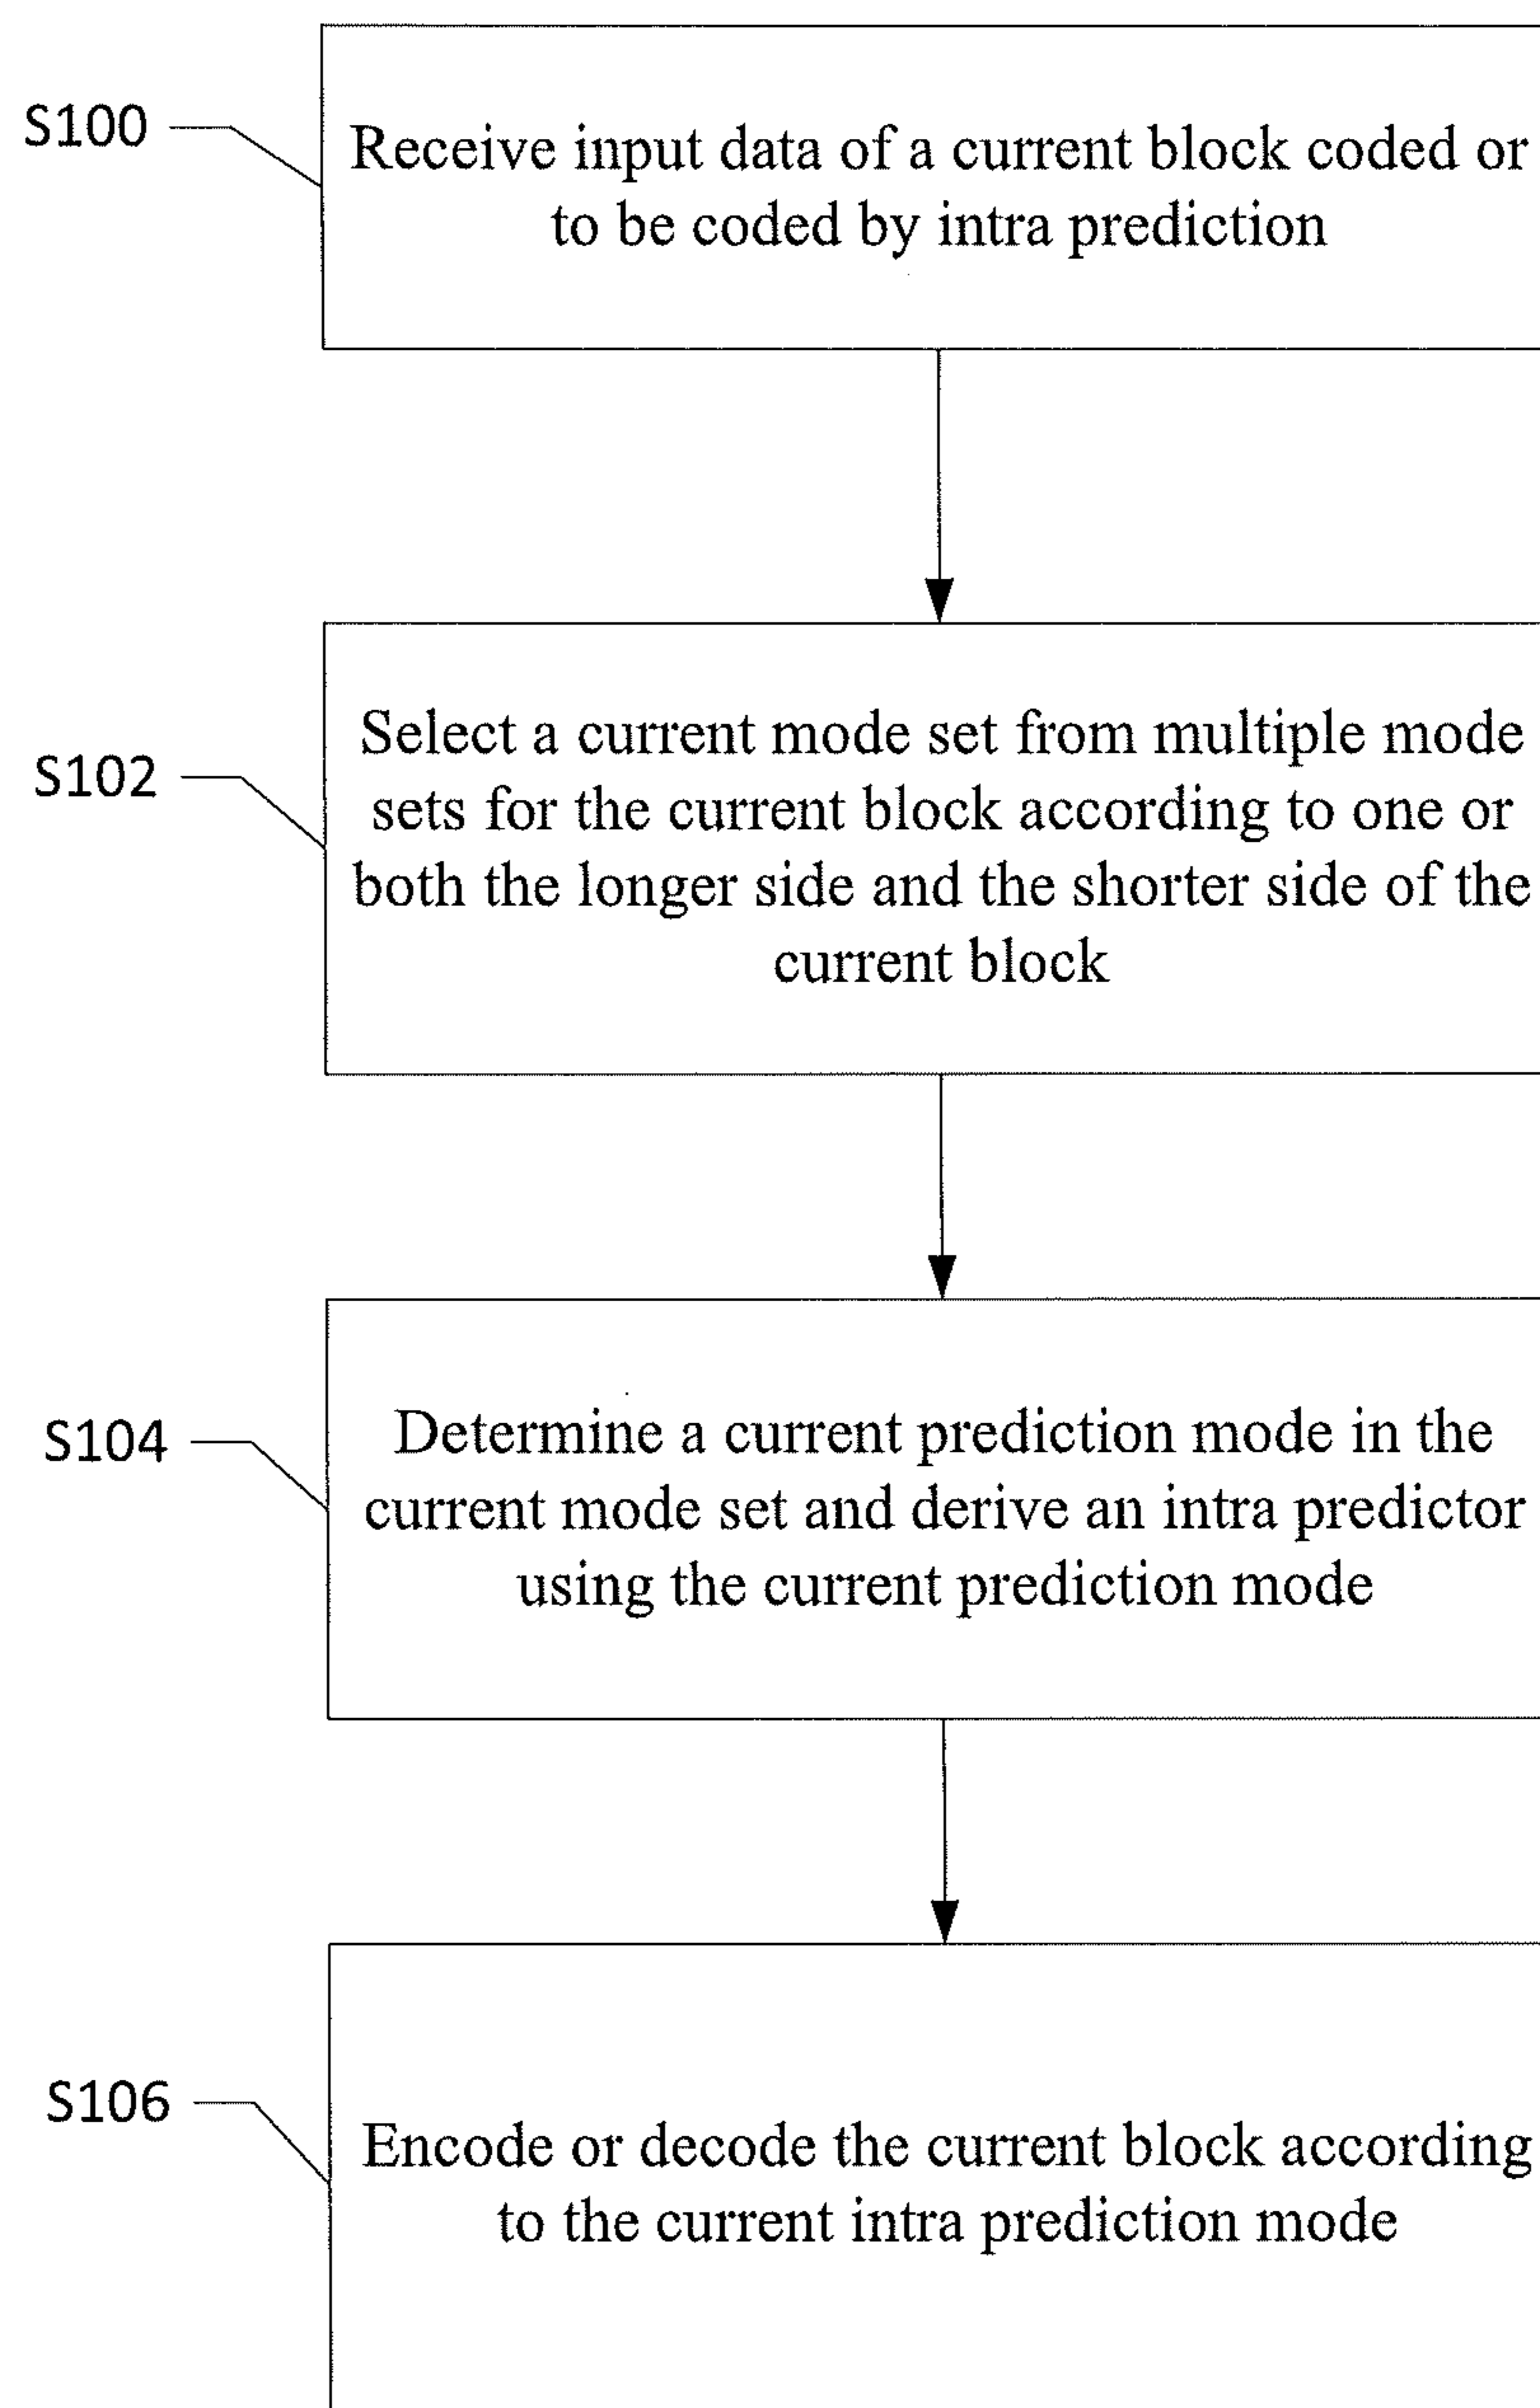 S100
Receive input data of a current block coded or
to be coded by intra prediction
S102
Select a current mode set from multiple mode
sets for the current block according to one or
both the longer side and the shorter side of the
current block
S104
Determine a current prediction mode in the
current mode set and derive an intra predictor
using the current prediction mode
S106
Encode or decode the current block according
to the current intra prediction mode